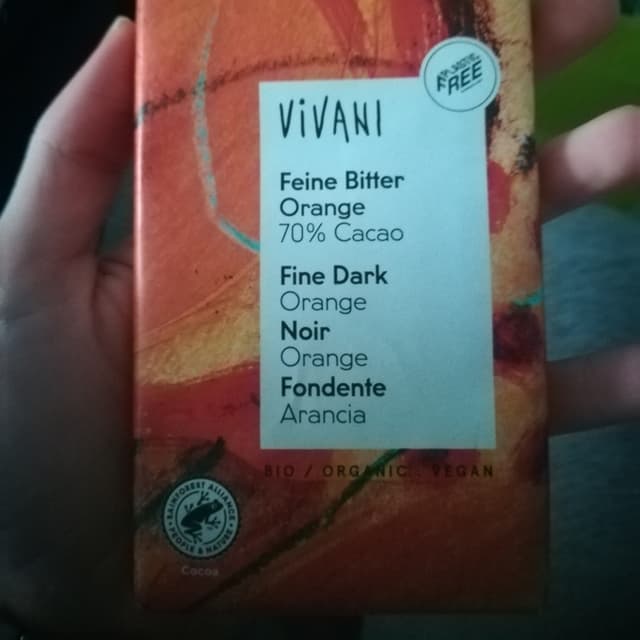 ViVANI
FREE
Feine Bitter
Orange
70% Cacao
Fine Dark
Orange
Noir
Orange
Fondente
Arancia
BIO / ORGANIC . VEGAN
RAINFOREST ALLIANCE
PEOPLE & NATURE
Cocoa